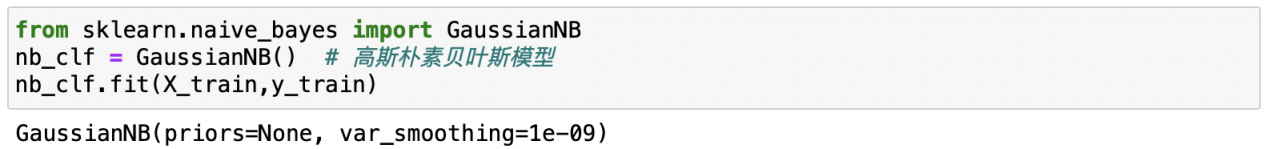 from sklearn.naive_bayes import GaussianNB
nb_clf = GaussianNB()  # 高斯朴素贝叶斯模型
nb_clf.fit(X_train,y_train)
GaussianNB(priors=None, var_smoothing=1e-09)